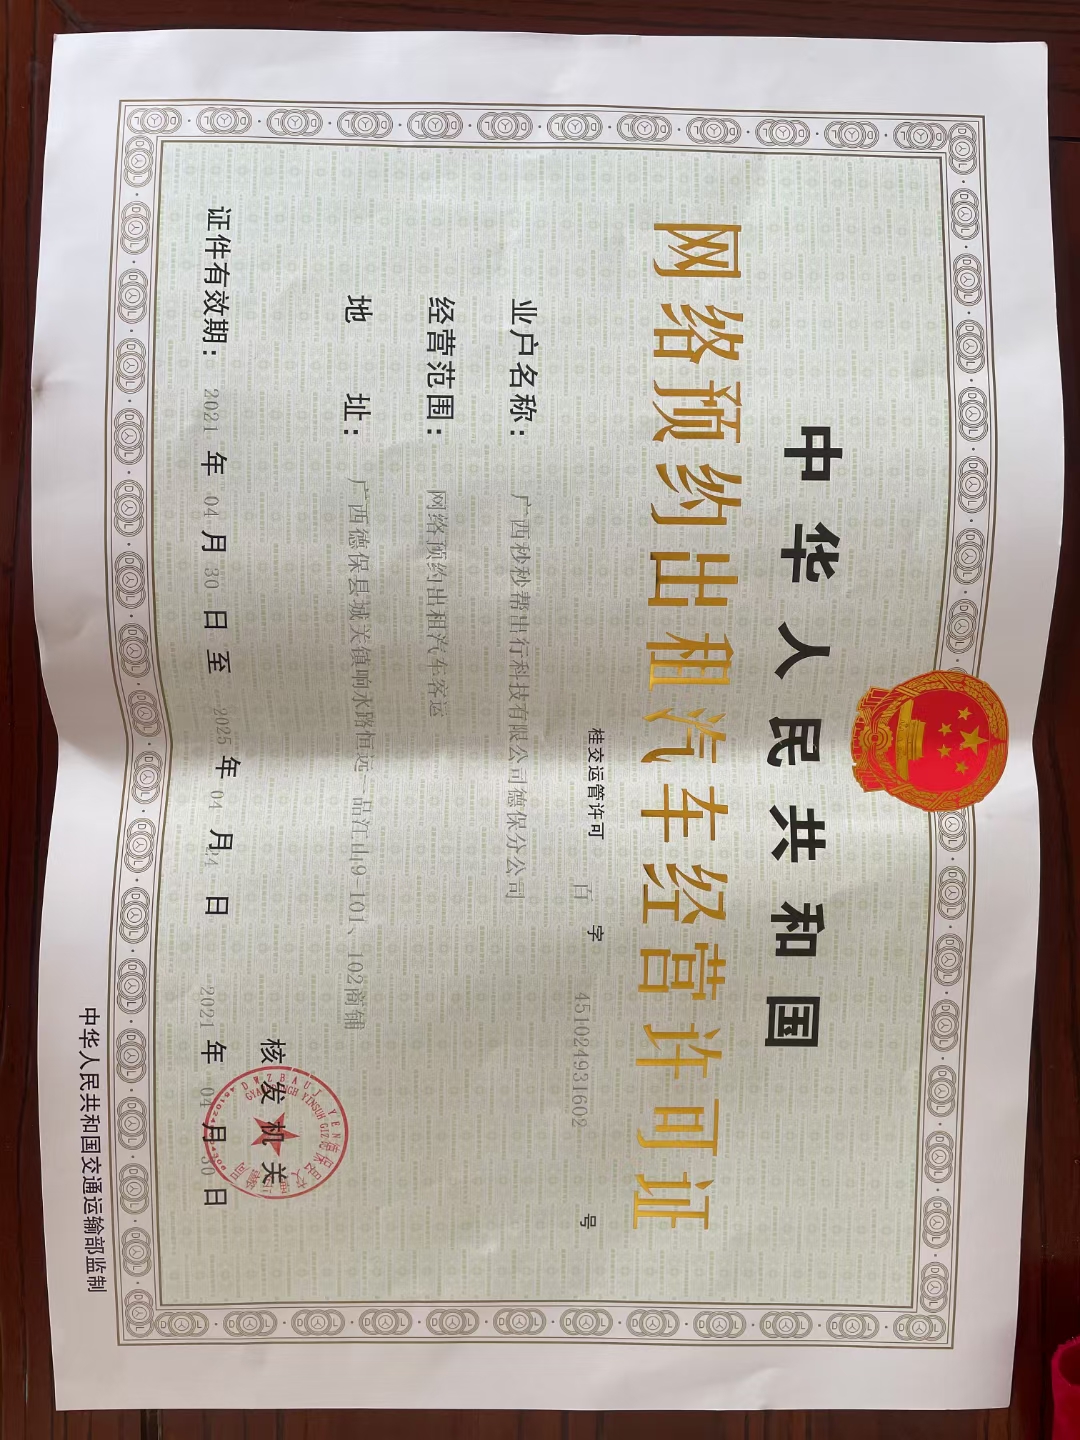 中华人民共和国
网络预约出租汽车经营许可证
桂交运管许可 百 字 451024931602 号
业户名称： 广西秒秒帮出行科技有限公司德保分公司
经营范围： 网络预约出租汽车客运
地 址： 广西德保县城关镇响水路恒远一品江山9-101、102商铺
核发机关
证件有效期： 2021 年 04 月 30 日 至 2025 年 04 月 24 日
2021 年 04 月 30 日
中华人民共和国交通运输部监制